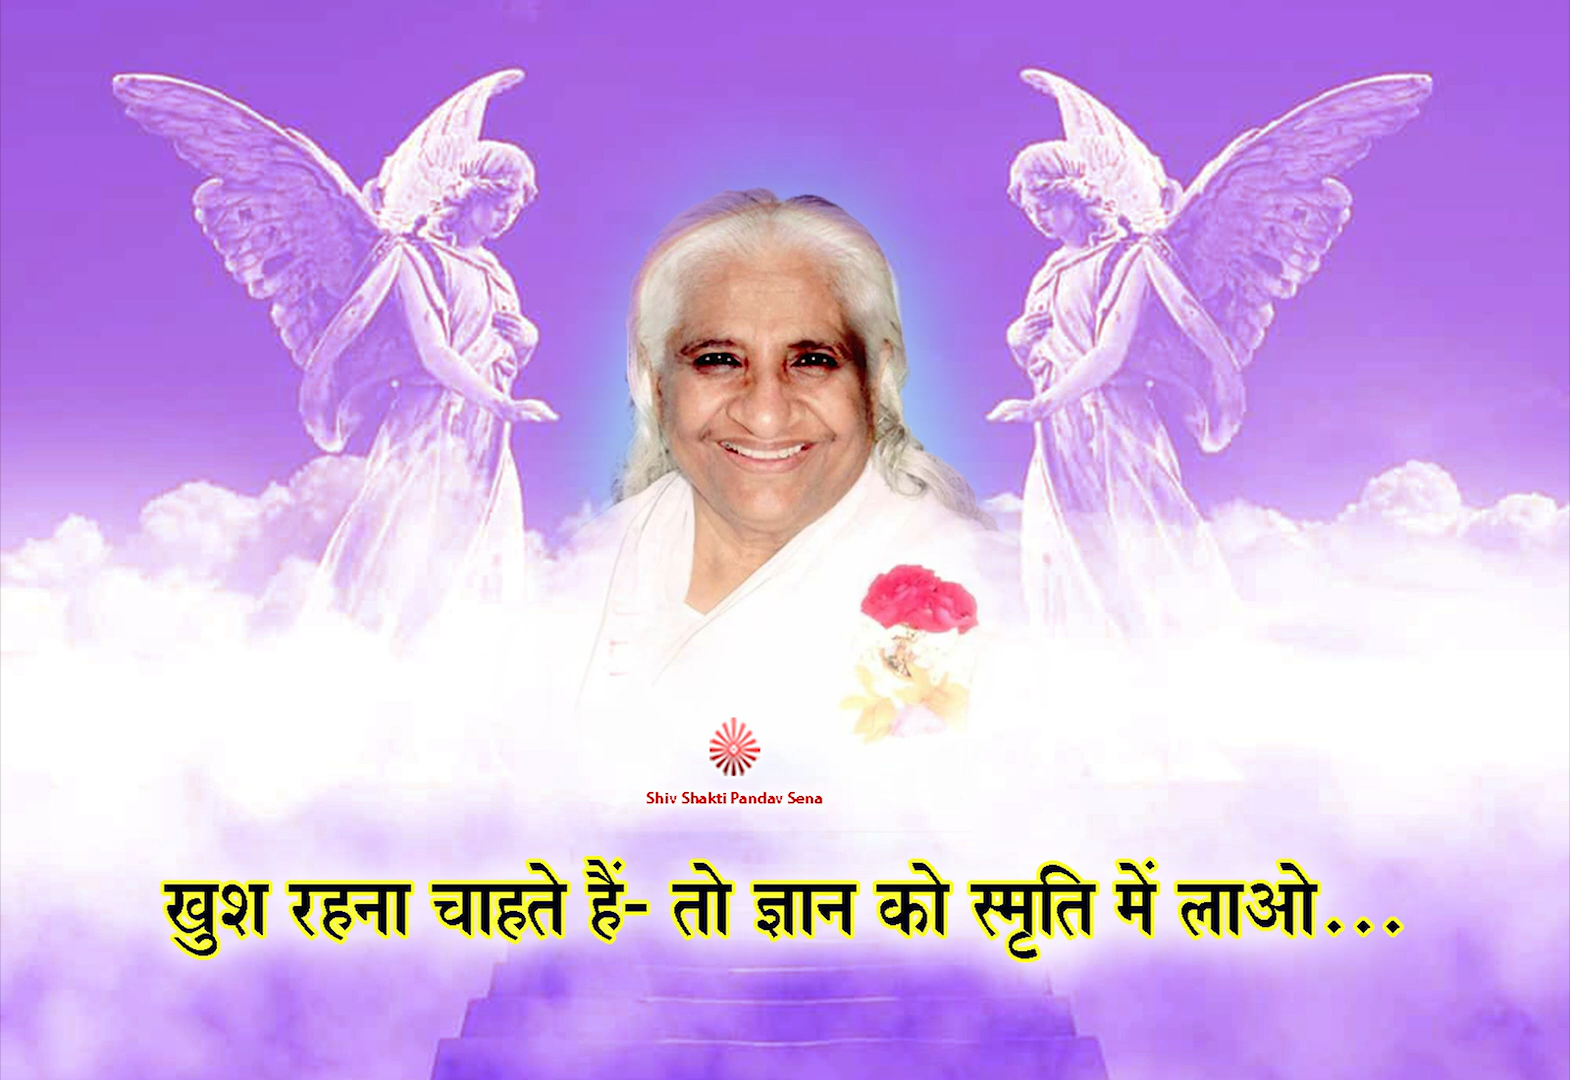 Shiv Shakti Pandav Sena
खुश रहना चाहते हैं- तो ज्ञान को स्मृति में लाओ...